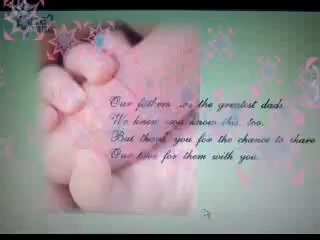 Our fathers are the greatest dads.
We know you know this, too.
But thank you for the chance to share
Our love for them with you.